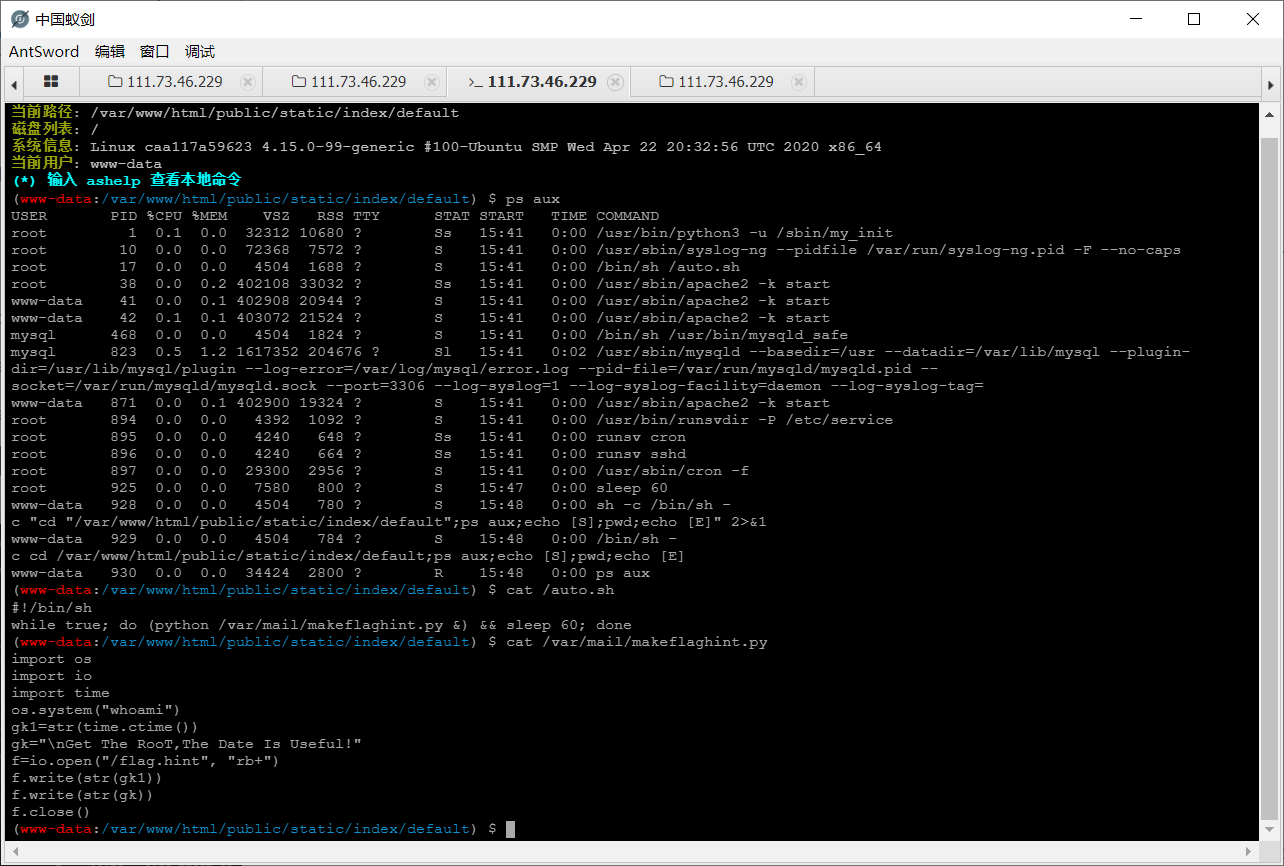 中国蚁剑
AntSword 编辑 窗口 调试
111.73.46.229 111.73.46.229 >_ 111.73.46.229 111.73.46.229
当前路径: /var/www/html/public/static/index/default
磁盘列表: /
系统信息: Linux caa117a59623 4.15.0-99-generic #100-Ubuntu SMP Wed Apr 22 20:32:56 UTC 2020 x86_64
当前用户: www-data
(*) 输入 ashelp 查看本地命令
(www-data:/var/www/html/public/static/index/default) $ ps aux
USER       PID %CPU %MEM    VSZ   RSS TTY      STAT START   TIME COMMAND
root         1  0.1  0.0  32312 10680 ?        Ss   15:41   0:00 /usr/bin/python3 -u /sbin/my_init
root        10  0.0  0.0  72368  7572 ?        S    15:41   0:00 /usr/sbin/syslog-ng --pidfile /var/run/syslog-ng.pid -F --no-caps
root        17  0.0  0.0   4504  1688 ?        S    15:41   0:00 /bin/sh /auto.sh
root        38  0.0  0.2 402108 33032 ?        Ss   15:41   0:00 /usr/sbin/apache2 -k start
www-data    41  0.0  0.1 402908 20944 ?        S    15:41   0:00 /usr/sbin/apache2 -k start
www-data    42  0.1  0.1 403072 21524 ?        S    15:41   0:00 /usr/sbin/apache2 -k start
mysql      468  0.0  0.0   4504  1824 ?        S    15:41   0:00 /bin/sh /usr/bin/mysqld_safe
mysql      823  0.5  1.2 1617352 204676 ?      Sl   15:41   0:02 /usr/sbin/mysqld --basedir=/usr --datadir=/var/lib/mysql --plugin-
dir=/usr/lib/mysql/plugin --log-error=/var/log/mysql/error.log --pid-file=/var/run/mysqld/mysqld.pid --
socket=/var/run/mysqld/mysqld.sock --port=3306 --log-syslog=1 --log-syslog-facility=daemon --log-syslog-tag=
www-data   871  0.0  0.1 402900 19324 ?        S    15:41   0:00 /usr/sbin/apache2 -k start
root       894  0.0  0.0   4392  1092 ?        S    15:41   0:00 /usr/bin/runsvdir -P /etc/service
root       895  0.0  0.0   4240   648 ?        Ss   15:41   0:00 runsv cron
root       896  0.0  0.0   4240   664 ?        Ss   15:41   0:00 runsv sshd
root       897  0.0  0.0  29300  2956 ?        S    15:41   0:00 /usr/sbin/cron -f
root       925  0.0  0.0   7580   800 ?        S    15:47   0:00 sleep 60
www-data   928  0.0  0.0   4504   780 ?        S    15:48   0:00 sh -c /bin/sh -
c "cd "/var/www/html/public/static/index/default";ps aux;echo [S];pwd;echo [E]" 2>&1
www-data   929  0.0  0.0   4504   784 ?        S    15:48   0:00 /bin/sh -
c cd /var/www/html/public/static/index/default;ps aux;echo [S];pwd;echo [E]
www-data   930  0.0  0.0  34424  2800 ?        R    15:48   0:00 ps aux
(www-data:/var/www/html/public/static/index/default) $ cat /auto.sh
#!/bin/sh
while true; do (python /var/mail/makeflaghint.py &) && sleep 60; done
(www-data:/var/www/html/public/static/index/default) $ cat /var/mail/makeflaghint.py
import os
import io
import time
os.system("whoami")
gk1=str(time.ctime())
gk="\nGet The RooT,The Date Is Useful!"
f=io.open("/flag.hint", "rb+")
f.write(str(gk1))
f.write(str(gk))
f.close()
(www-data:/var/www/html/public/static/index/default) $